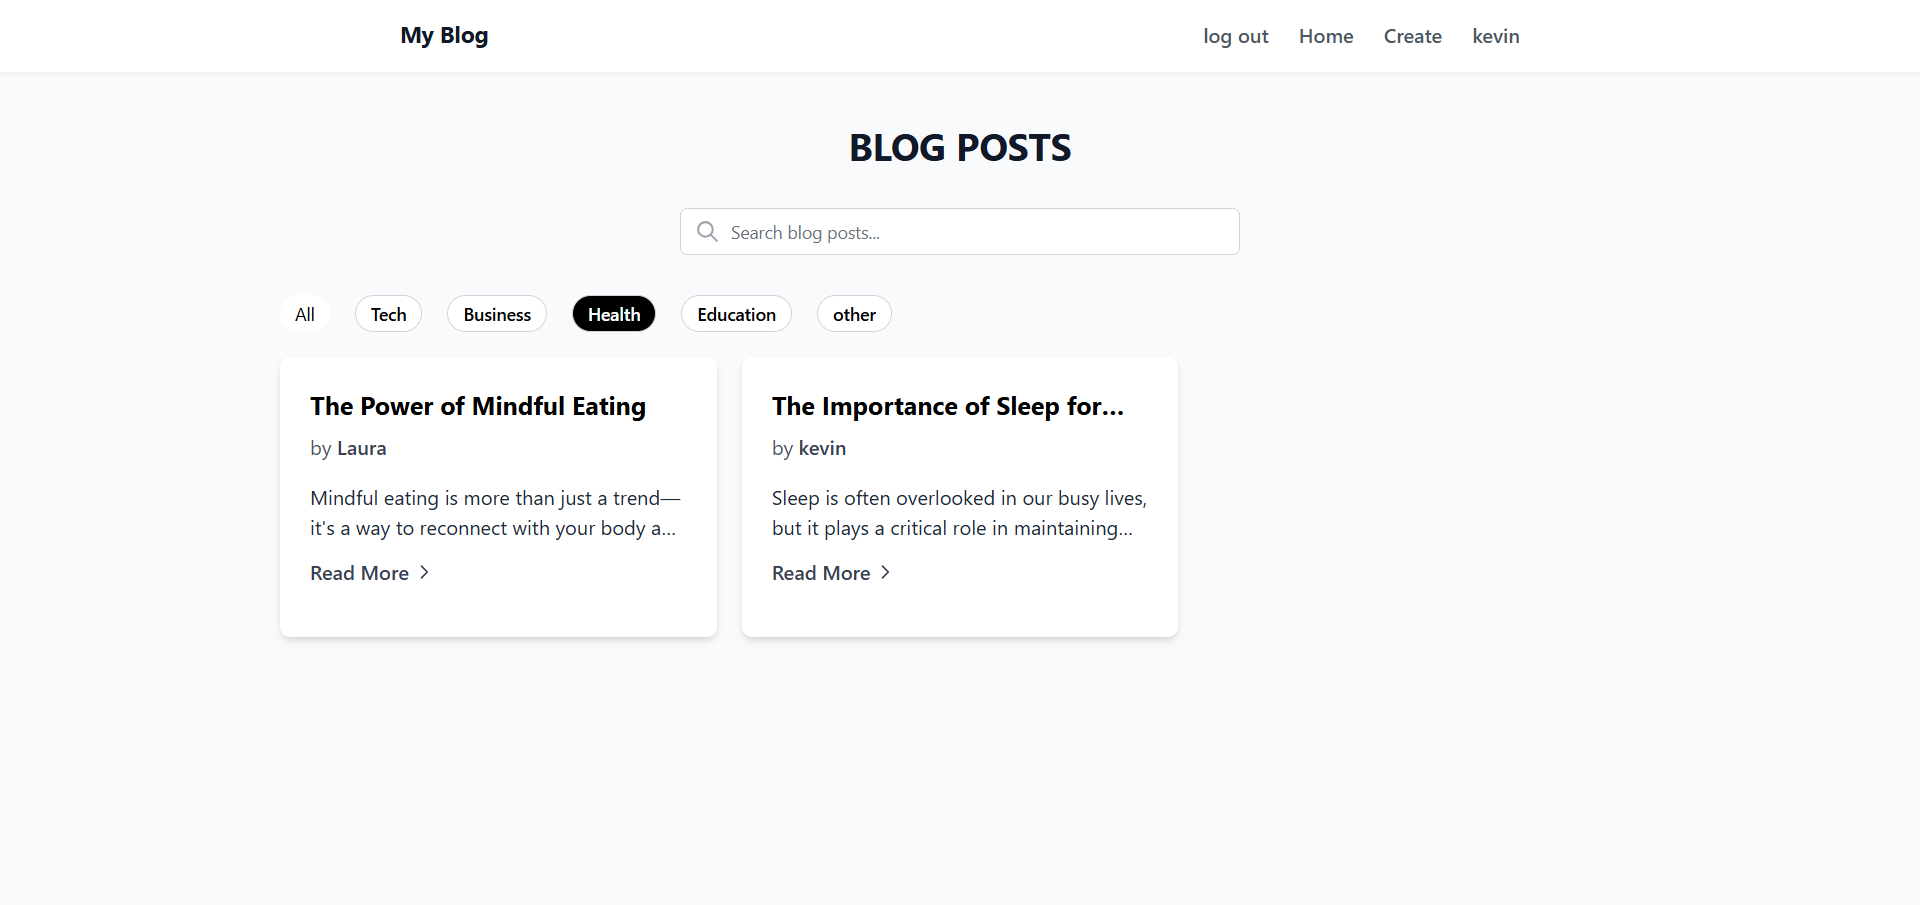 My Blog
log out Home Create kevin
BLOG POSTS
Search blog posts...
All Tech Business Health Education other
The Power of Mindful Eating
by Laura
Mindful eating is more than just a trend—
it's a way to reconnect with your body a...
Read More
The Importance of Sleep for...
by kevin
Sleep is often overlooked in our busy lives,
but it plays a critical role in maintaining...
Read More